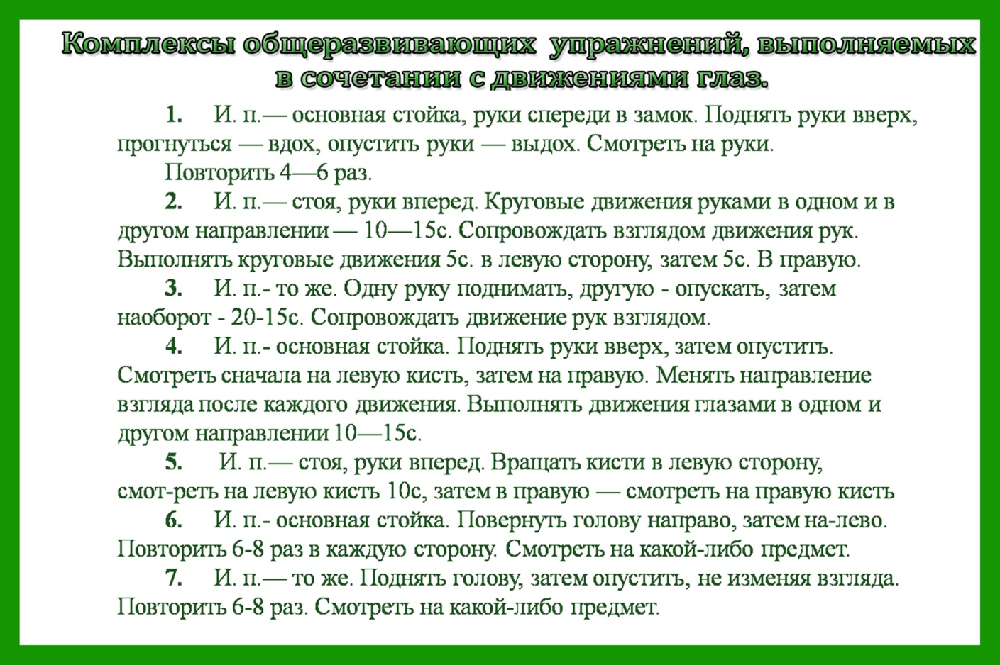 Комплексы общеразвивающих упражнений, выполняемых
в сочетании с движениями глаз.
1. И. п.— основная стойка, руки спереди в замок. Поднять руки вверх,
прогнуться — вдох, опустить руки — выдох. Смотреть на руки.
Повторить 4—6 раз.
2. И. п.— стоя, руки вперед. Круговые движения руками в одном и в
другом направлении — 10—15с. Сопровождать взглядом движения рук.
Выполнять круговые движения 5с. в левую сторону, затем 5с. В правую.
3. И. п.- то же. Одну руку поднимать, другую - опускать, затем
наоборот - 20-15с. Сопровождать движение рук взглядом.
4. И. п.- основная стойка. Поднять руки вверх, затем опустить.
Смотреть сначала на левую кисть, затем на правую. Менять направление
взгляда после каждого движения. Выполнять движения глазами в одном и
другом направлении 10—15с.
5. И. п.— стоя, руки вперед. Вращать кисти в левую сторону,
смот-реть на левую кисть 10с, затем в правую — смотреть на правую кисть
6. И. п.- основная стойка. Повернуть голову направо, затем на-лево.
Повторить 6-8 раз в каждую сторону. Смотреть на какой-либо предмет.
7. И. п.— то же. Поднять голову, затем опустить, не изменяя взгляда.
Повторить 6-8 раз. Смотреть на какой-либо предмет.